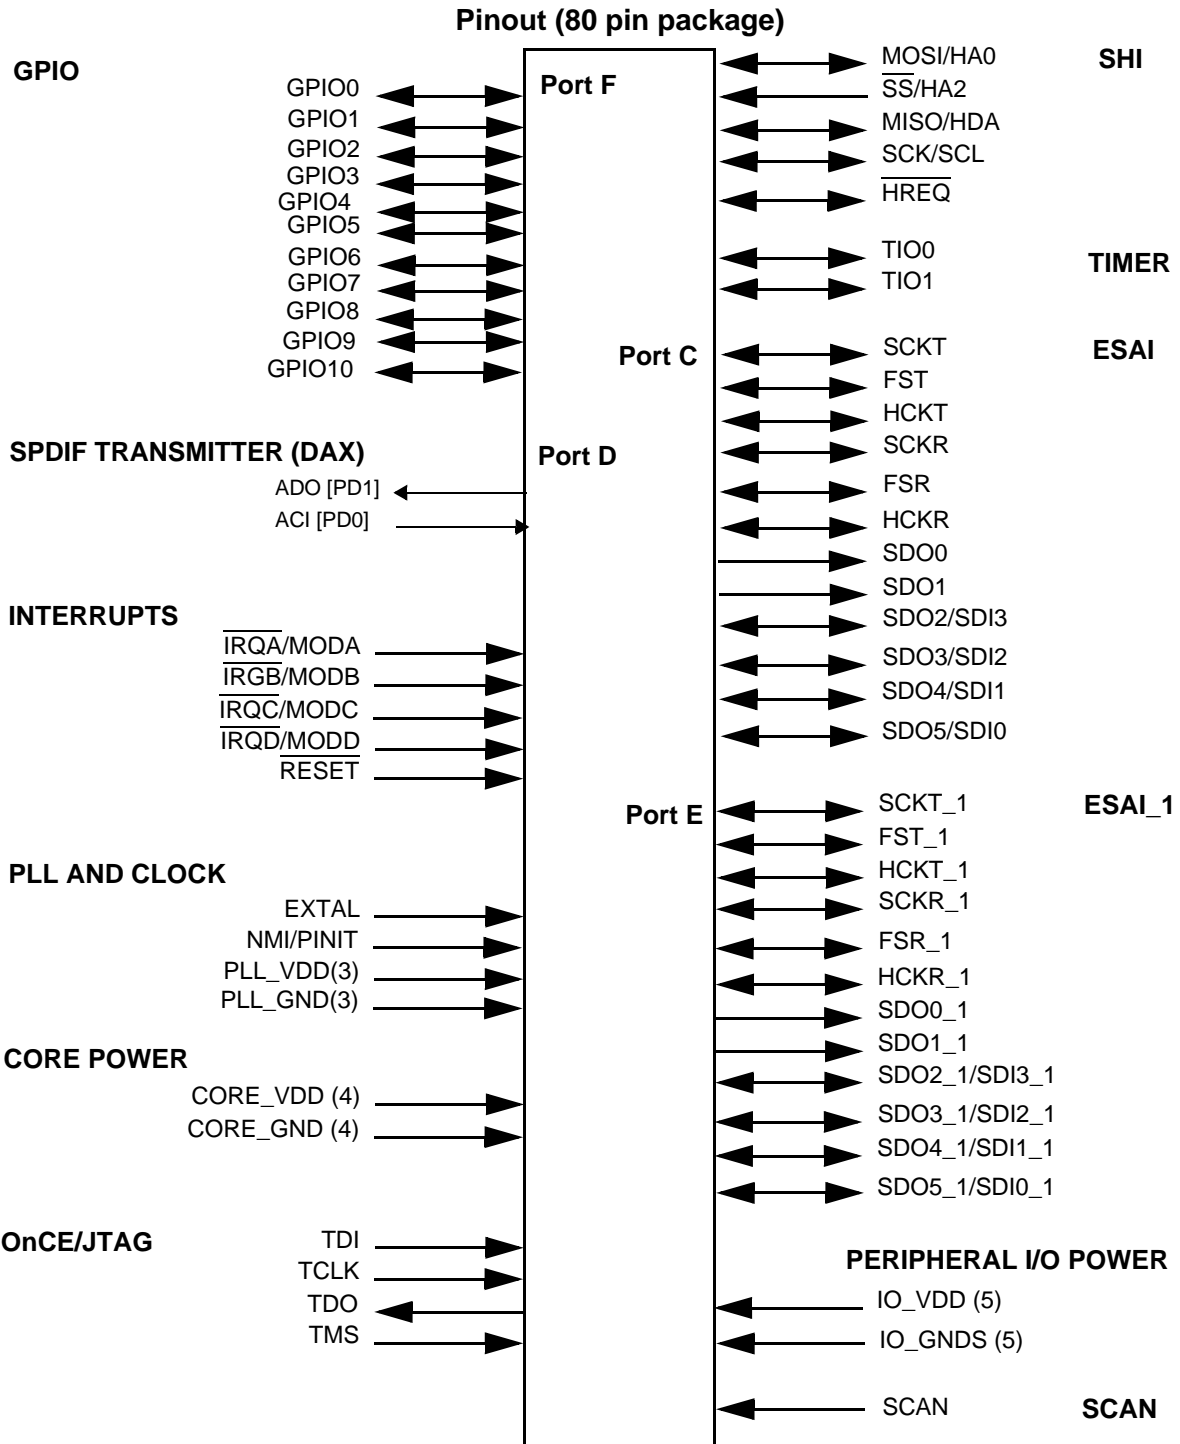 Pinout (80 pin package)
GPIO
Port F
GPIO0
GPIO1
GPIO2
GPIO3
GPIO4
GPIO5
GPIO6
GPIO7
GPIO8
GPIO9
GPIO10
SPDIF TRANSMITTER (DAX)
Port D
ADO [PD1]
ACI [PD0]
INTERRUPTS
IRQA/MODA
IRGB/MODB
IRQC/MODC
IRQD/MODD
RESET
PLL AND CLOCK
EXTAL
NMI/PINIT
PLL_VDD(3)
PLL_GND(3)
CORE POWER
CORE_VDD (4)
CORE_GND (4)
OnCE/JTAG
TDI
TCLK
TDO
TMS
SHI
MOSI/HA0
SS/HA2
MISO/HDA
SCK/SCL
HREQ
TIMER
TIO0
TIO1
Port C
ESAI
SCKT
FST
HCKT
SCKR
FSR
HCKR
SDO0
SDO1
SDO2/SDI3
SDO3/SDI2
SDO4/SDI1
SDO5/SDI0
Port E
ESAI_1
SCKT_1
FST_1
HCKT_1
SCKR_1
FSR_1
HCKR_1
SDO0_1
SDO1_1
SDO2_1/SDI3_1
SDO3_1/SDI2_1
SDO4_1/SDI1_1
SDO5_1/SDI0_1
PERIPHERAL I/O POWER
IO_VDD (5)
IO_GNDS (5)
SCAN
SCAN